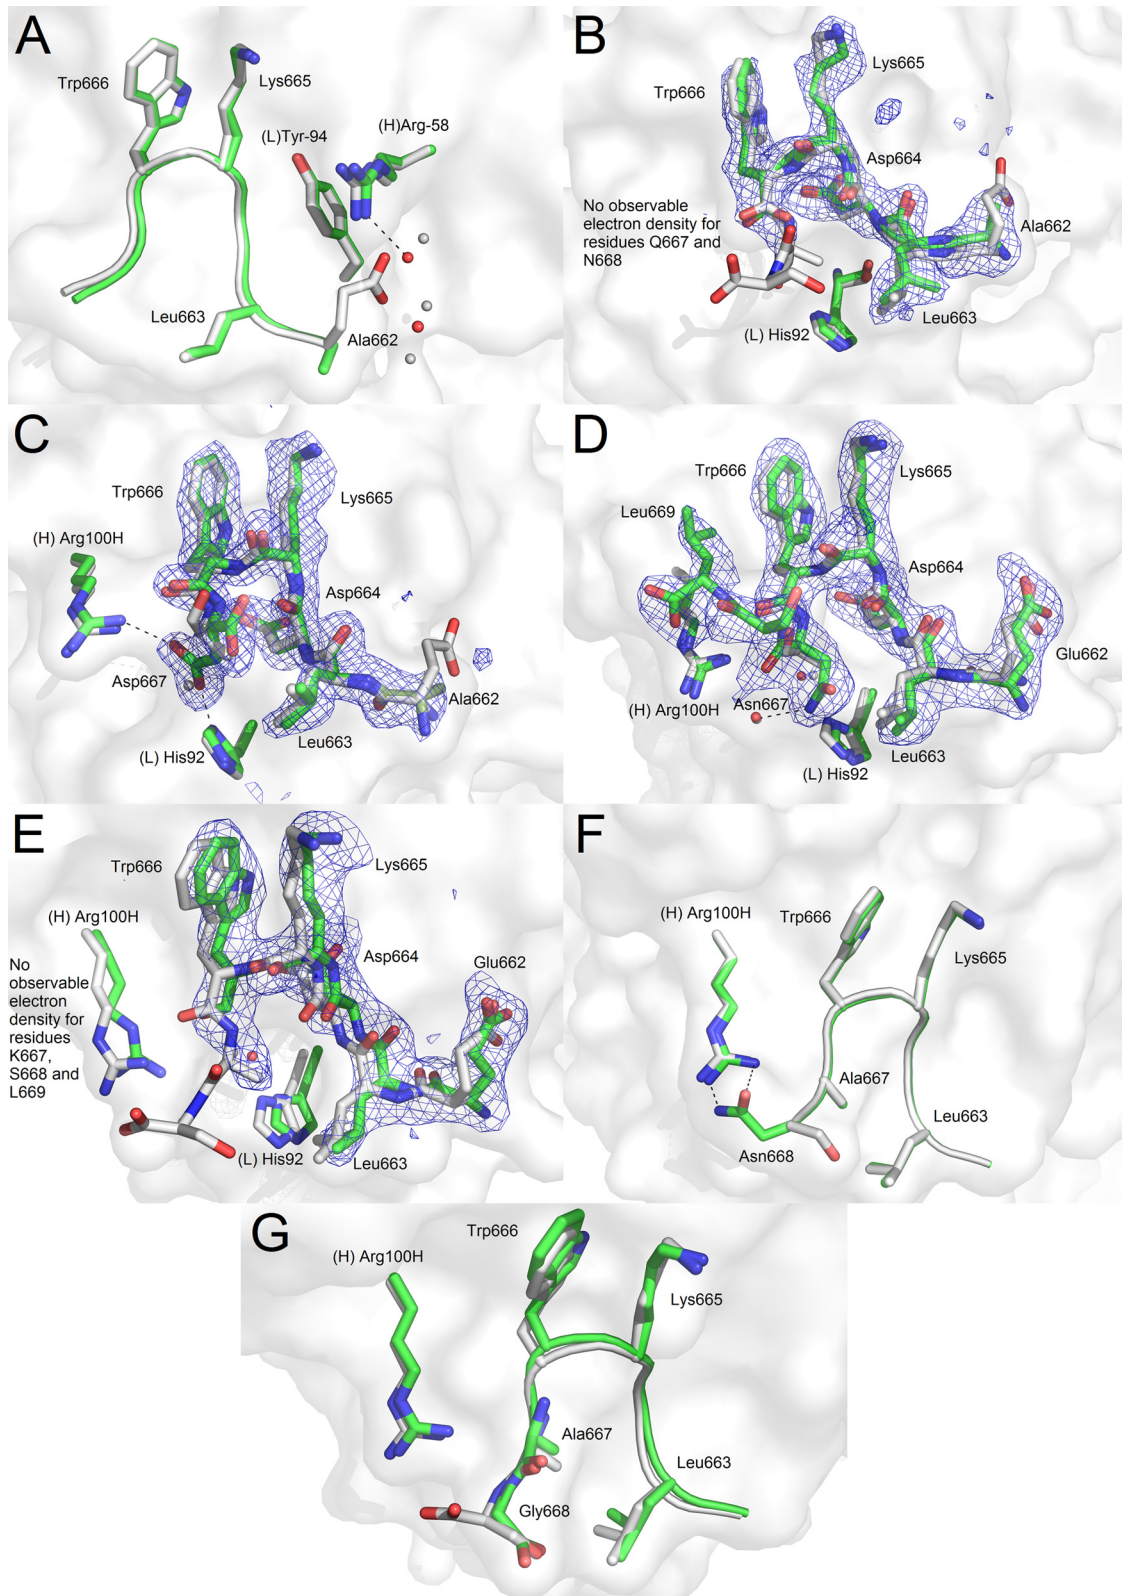 A
Trp666
Lys665
(L)Tyr-94
(H)Arg-58
Leu663
Ala662
B
Lys665
Trp666
Asp664
No observable
electron density for
residues Q667 and
N668
Ala662
Leu663
(L) His92
C
Trp666
Lys665
(H) Arg100H
Asp664
Asp667
Ala662
Leu663
(L) His92
D
Trp666
Lys665
Leu669
Asp664
Glu662
(H) Arg100H
Asn667
Leu663
(L) His92
E
Trp666
Lys665
(H) Arg100H
Asp664
Glu662
No
observable
electron
density for
residues
K667,
S668 and
L669
(L) His92
Leu663
F
(H) Arg100H
Trp666
Lys665
Ala667
Leu663
Asn668
G
Trp666
(H) Arg100H
Lys665
Ala667
Leu663
Gly668